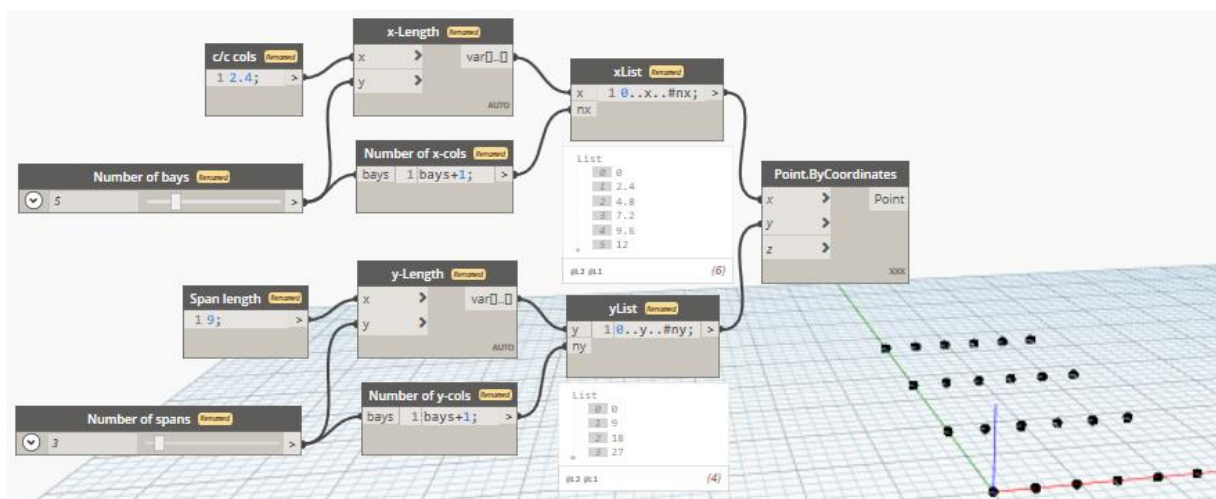 x-Length Renamed
c/c cols Renamed
1 2.4; >
x > var[]..[]
y >
AUTO
xList Renamed
x 1 0..x..#nx; >
nx
Number of x-cols Renamed
bays 1 bays+1; >
Number of bays Renamed
5 >
List
0 0
1 2.4
2 4.8
3 7.2
4 9.6
5 12
@L2 @L1 {6}
Point.ByCoordinates
x > Point
y >
z >
xxx
y-Length Renamed
Span length Renamed
1 9; >
x > var[]..[]
y >
AUTO
yList Renamed
y 1 0..y..#ny; >
ny
Number of y-cols Renamed
bays 1 bays+1; >
Number of spans Renamed
3 >
List
0 0
1 9
2 18
3 27
@L2 @L1 {4}